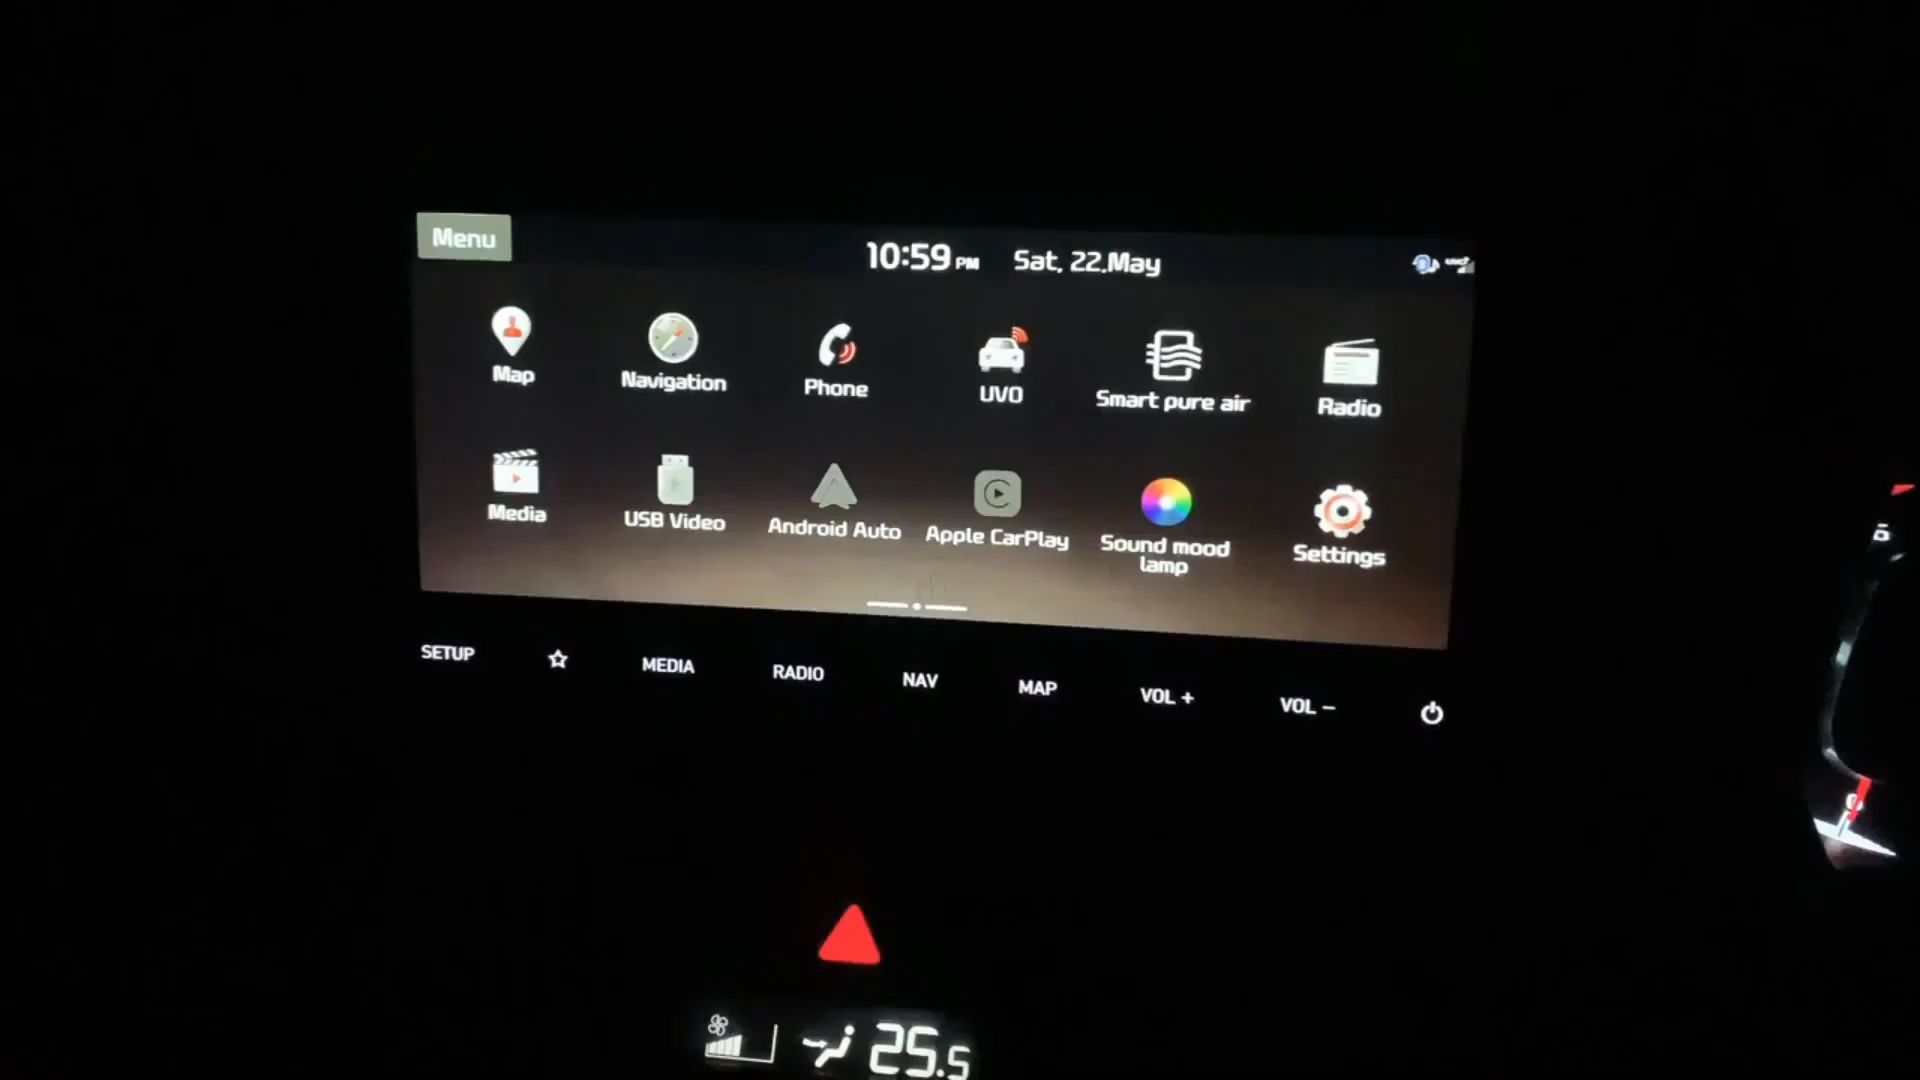 Menu
10:59 PM Sat, 22.May
Map
Navigation
Phone
UVO
Smart pure air
Radio
Media
USB Video
Android Auto
Apple CarPlay
Sound mood
lamp
Settings
SETUP
MEDIA
RADIO
NAV
MAP
VOL +
VOL −
25.5